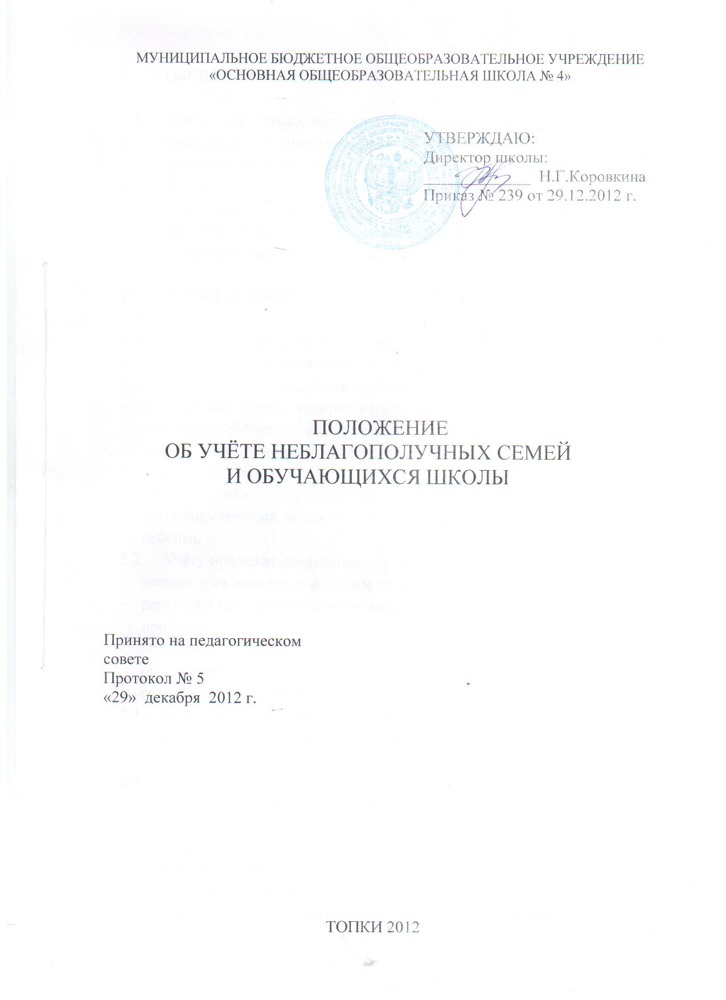 МУНИЦИПАЛЬНОЕ БЮДЖЕТНОЕ ОБЩЕОБРАЗОВАТЕЛЬНОЕ УЧРЕЖДЕНИЕ
«ОСНОВНАЯ ОБЩЕОБРАЗОВАТЕЛЬНАЯ ШКОЛА № 4»
УТВЕРЖДАЮ:
Директор школы:
Н.Г.Коровкина
Приказ № 239 от 29.12.2012 г.
ПОЛОЖЕНИЕ
ОБ УЧЁТЕ НЕБЛАГОПОЛУЧНЫХ СЕМЕЙ
И ОБУЧАЮЩИХСЯ ШКОЛЫ
Принято на педагогическом
совете
Протокол № 5
«29» декабря 2012 г.
ТОПКИ 2012